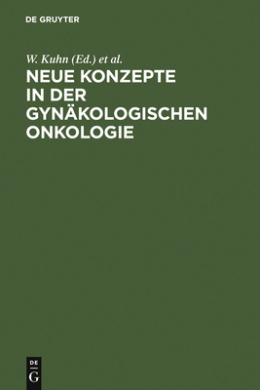 DE GRUYTER
W. Kuhn (Ed.) et al.
NEUE KONZEPTE
IN DER
GYNÄKOLOGISCHEN
ONKOLOGIE
DE
G